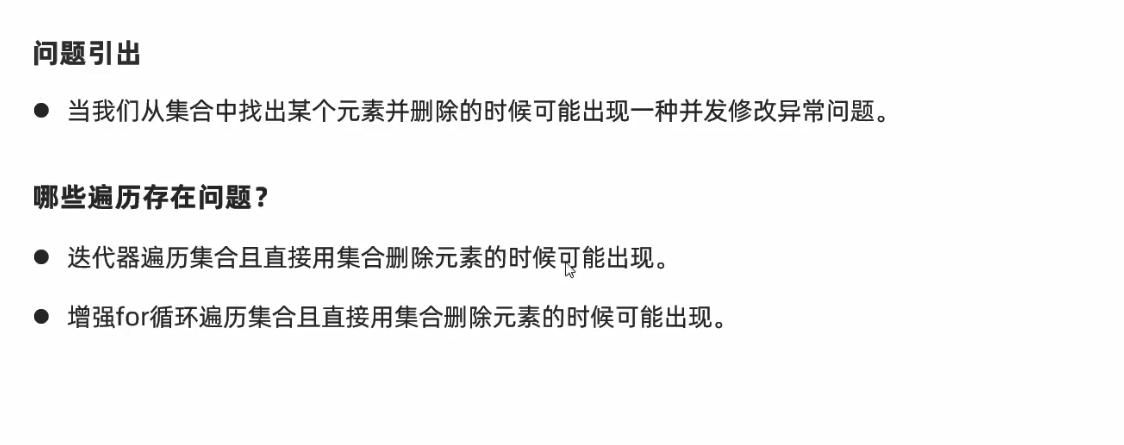 问题引出
● 当我们从集合中找出某个元素并删除的时候可能出现一种并发修改异常问题。
哪些遍历存在问题？
● 迭代器遍历集合且直接用集合删除元素的时候可能出现。
● 增强for循环遍历集合且直接用集合删除元素的时候可能出现。